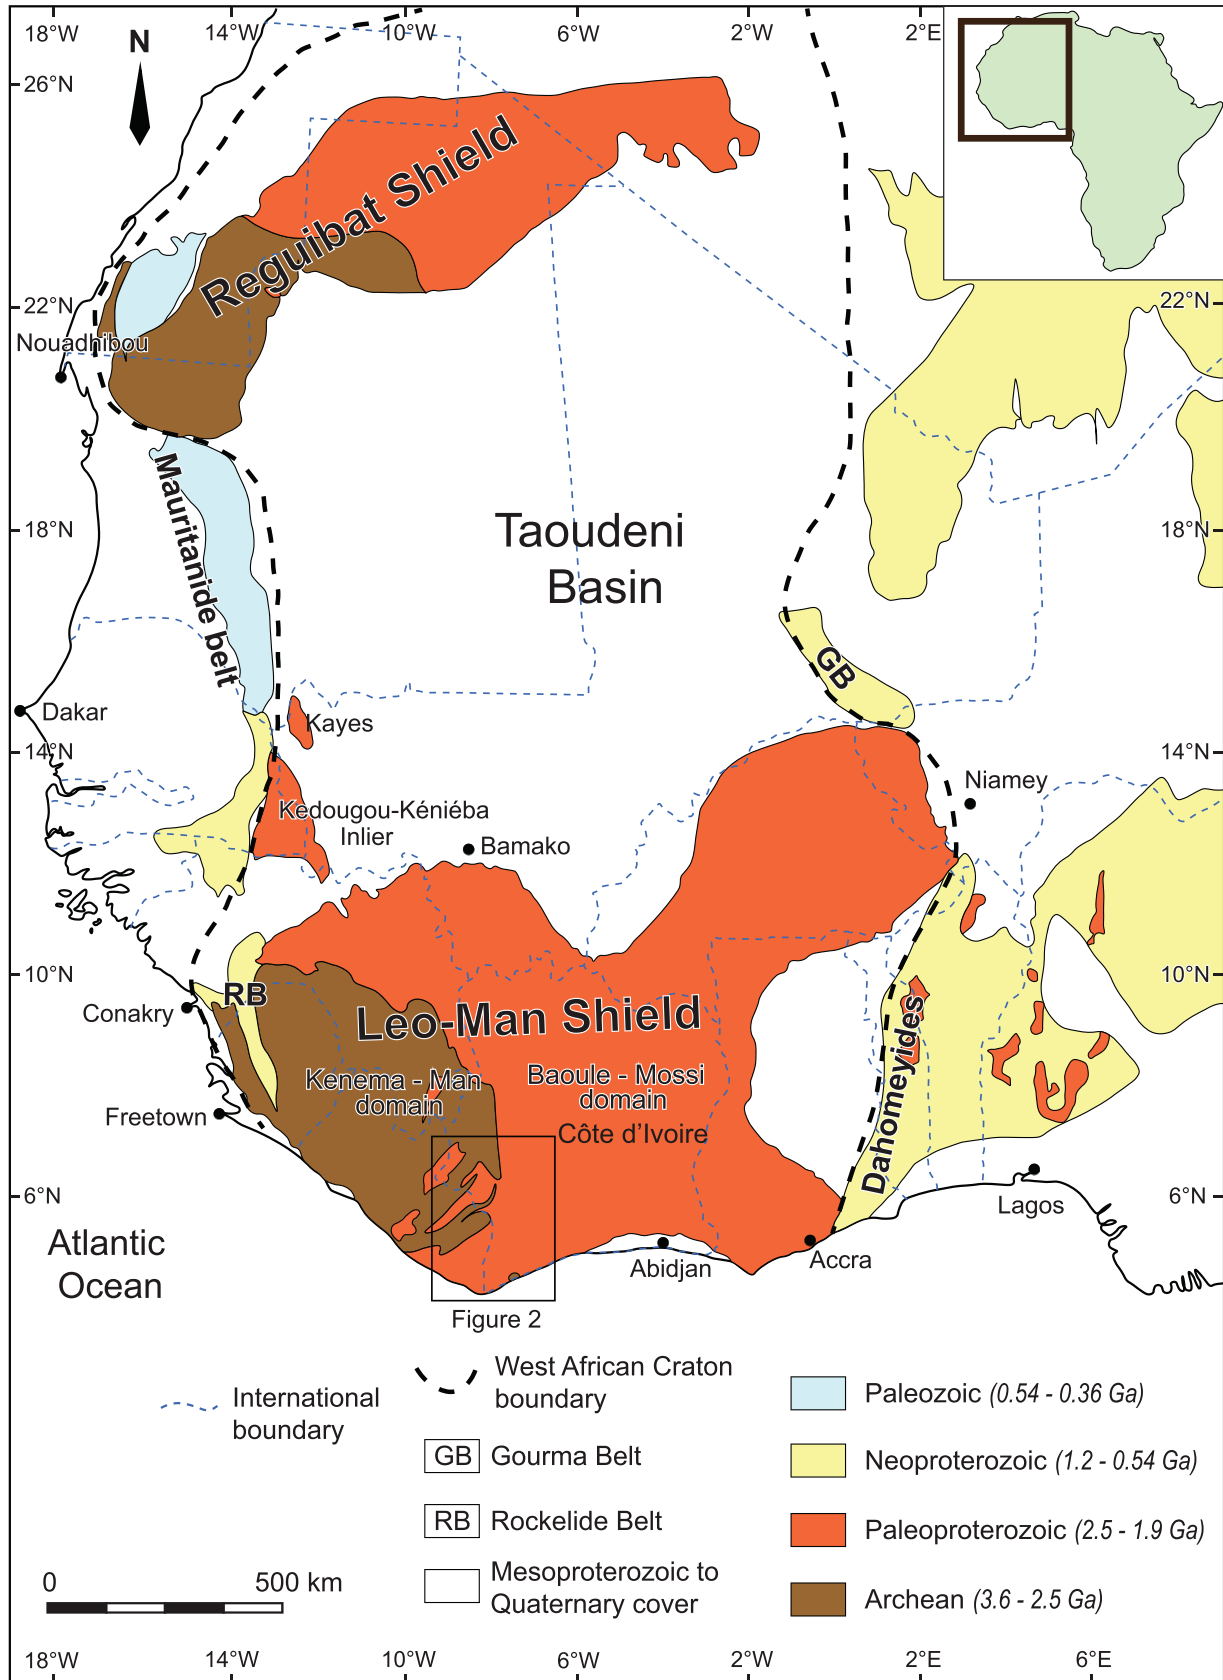 18°W
14°W
10°W
6°W
2°W
2°E
N
26°N
Reguibat Shield
22°N
22°N
Nouadhibou
Mauritanide belt
18°N
Taoudeni
Basin
18°N
GB
Dakar
Kayes
14°N
14°N
Niamey
Kedougou-Kéniéba
Inlier
Bamako
10°N
RB
10°N
Conakry
Leo-Man Shield
Kenema - Man
domain
Baoule - Mossi
domain
Dahomeyides
Freetown
Côte d'Ivoire
6°N
6°N
Lagos
Atlantic
Ocean
Abidjan
Accra
Figure 2
International
boundary
West African Craton
boundary
Paleozoic (0.54 - 0.36 Ga)
GB
Gourma Belt
Neoproterozoic (1.2 - 0.54 Ga)
RB
Rockelide Belt
Paleoproterozoic (2.5 - 1.9 Ga)
0
500 km
Mesoproterozoic to
Quaternary cover
Archean (3.6 - 2.5 Ga)
18°W
14°W
10°W
6°W
2°W
2°E
6°E